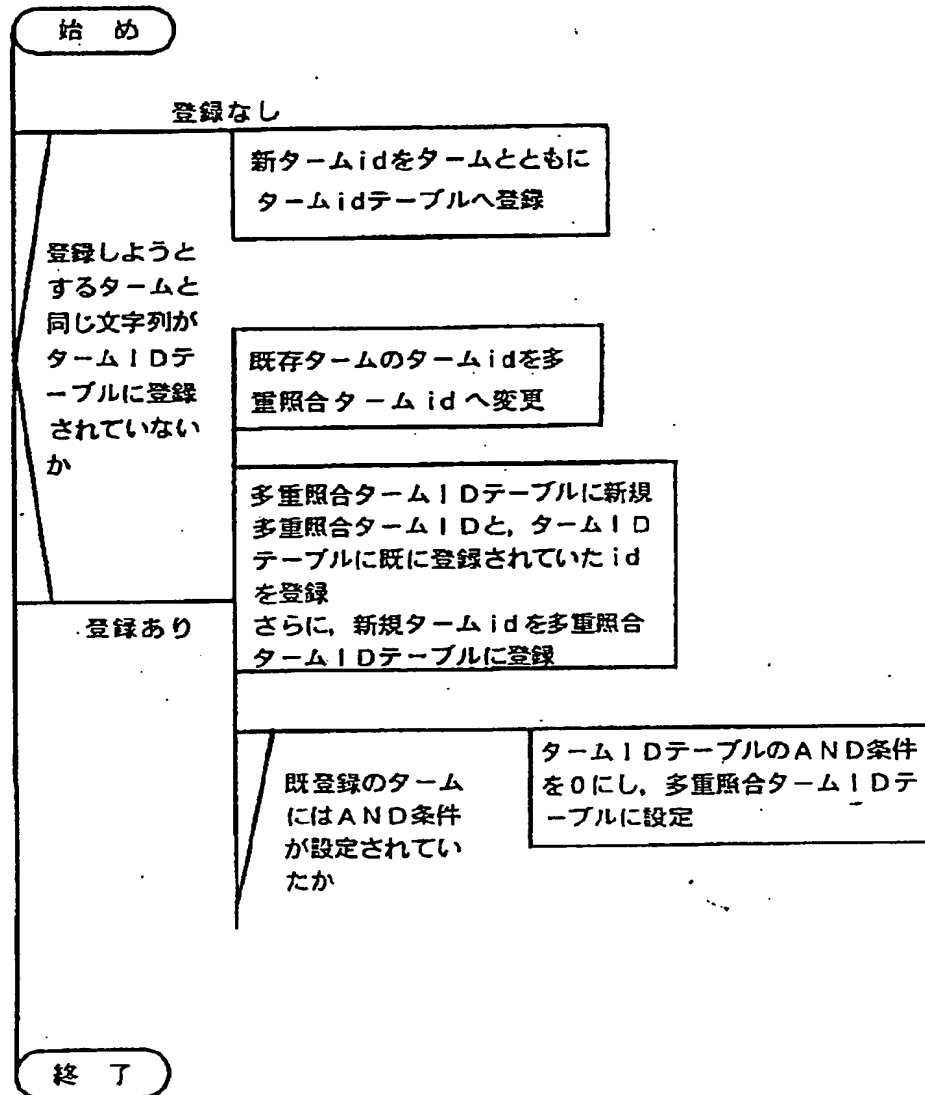 始 め
登録なし
新タームidをタームとともに
タームidテーブルへ登録
登録しようと
するタームと
同じ文字列が
タームIDテ
ーブルに登録
されていない
か
既存タームのタームidを多
重照合タームidへ変更
多重照合タームIDテーブルに新規
多重照合タームIDと,タームID
テーブルに既に登録されていたid
を登録
さらに,新規タームidを多重照合
タームIDテーブルに登録
登録あり
既登録のターム
にはAND条件
が設定されてい
たか
タームIDテーブルのAND条件
を0にし,多重照合タームIDテ
ーブルに設定
終 了